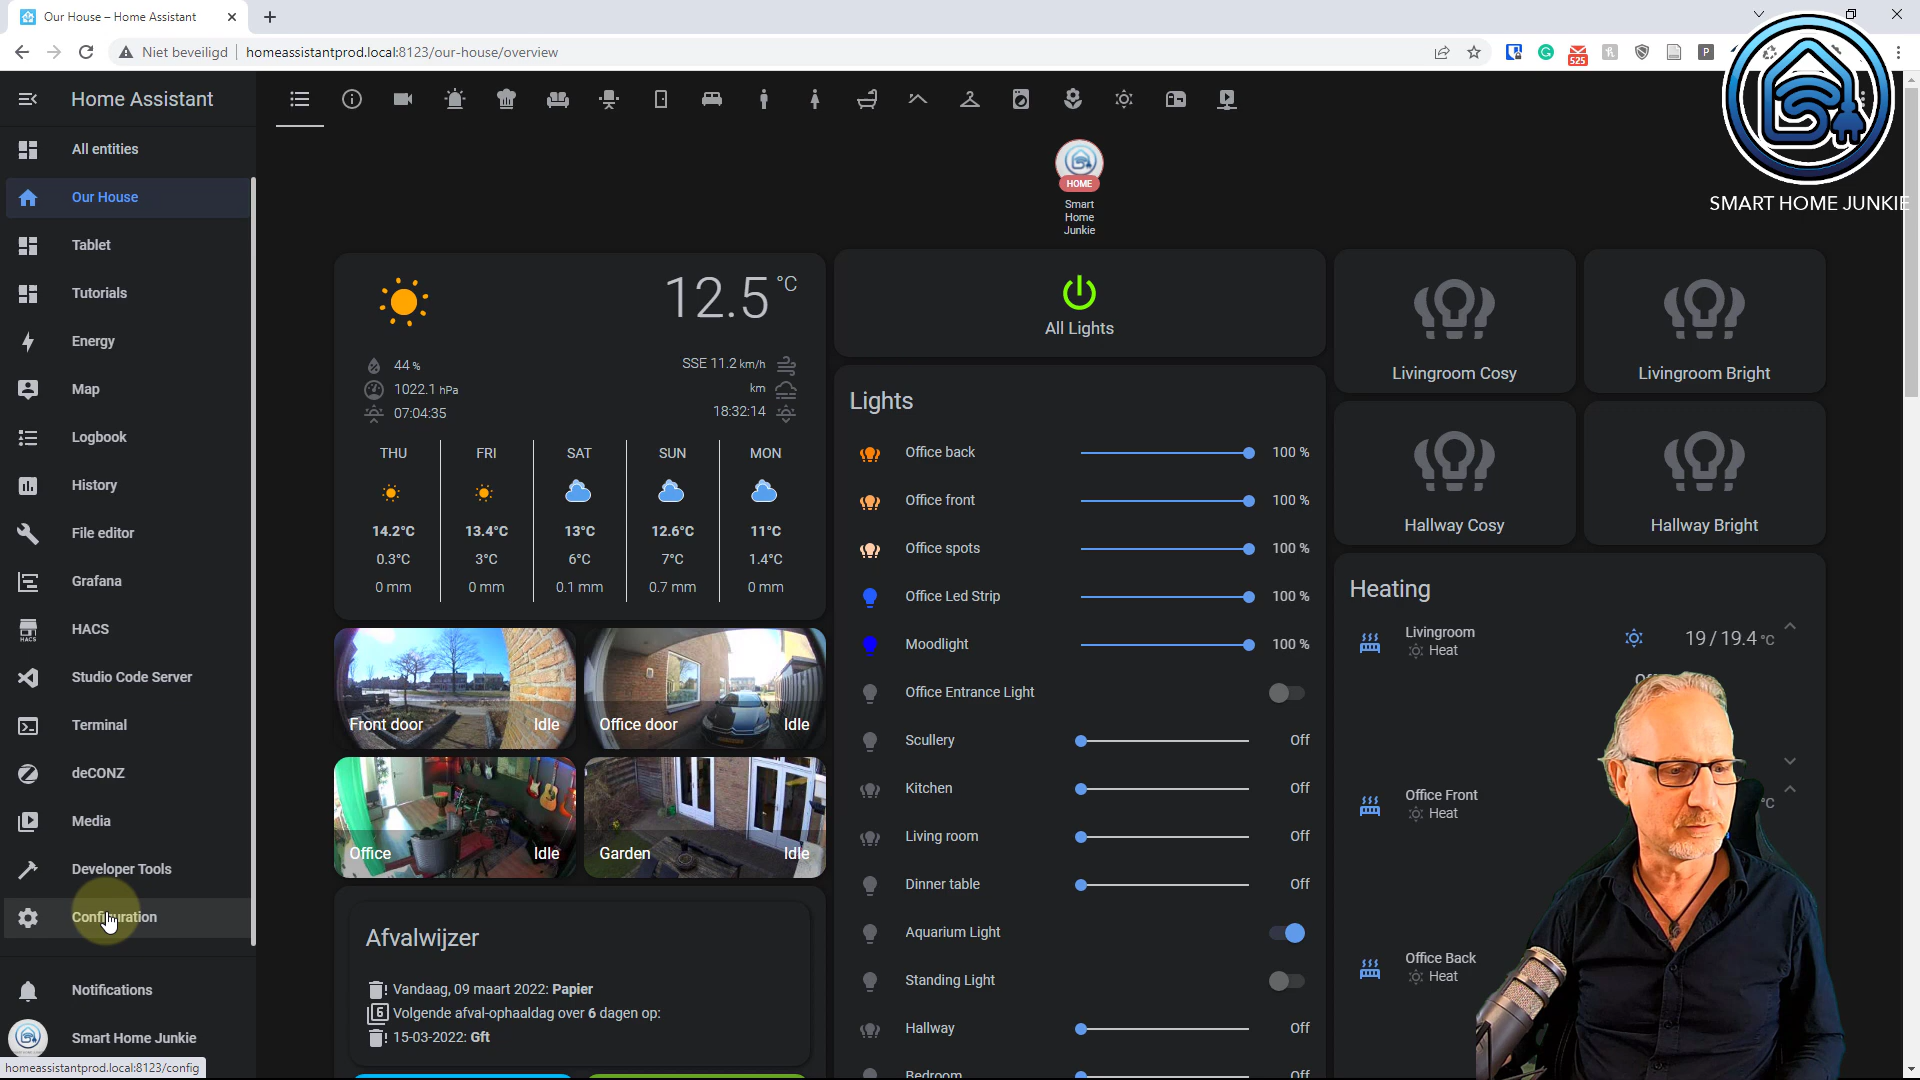 Our House – Home Assistant
Niet beveiligd
homeassistantprod.local:8123/our-house/overview
525
P
SMART HOME JUNKIE
Home Assistant
All entities
Our House
Tablet
Tutorials
Energy
Map
Logbook
History
File editor
Grafana
HACS
HACS
Studio Code Server
Terminal
deCONZ
Media
Developer Tools
Configuration
Notifications
Smart Home Junkie
homeassistantprod.local:8123/config
HOME
Smart
Home
Junkie
12.5 °C
44 %
SSE 11.2 km/h
1022.1 hPa
km
07:04:35
18:32:14
THU FRI SAT SUN MON
14.2°C 13.4°C 13°C 12.6°C 11°C
0.3°C 3°C 6°C 7°C 1.4°C
0 mm 0 mm 0.1 mm 0.7 mm 0 mm
Front door Idle
Office door Idle
Office Idle
Garden Idle
Afvalwijzer
Vandaag, 09 maart 2022: Papier
6 Volgende afval-ophaaldag over 6 dagen op:
15-03-2022: Gft
All Lights
Lights
Office back 100 %
Office front 100 %
Office spots 100 %
Office Led Strip 100 %
Moodlight 100 %
Office Entrance Light
Scullery Off
Kitchen Off
Living room Off
Dinner table Off
Aquarium Light
Standing Light
Hallway Off
Bedroom Off
Livingroom Cosy
Livingroom Bright
Hallway Cosy
Hallway Bright
Heating
Livingroom
Heat
19 / 19.4 °C
Office Front
Heat
°C
Office Back
Heat